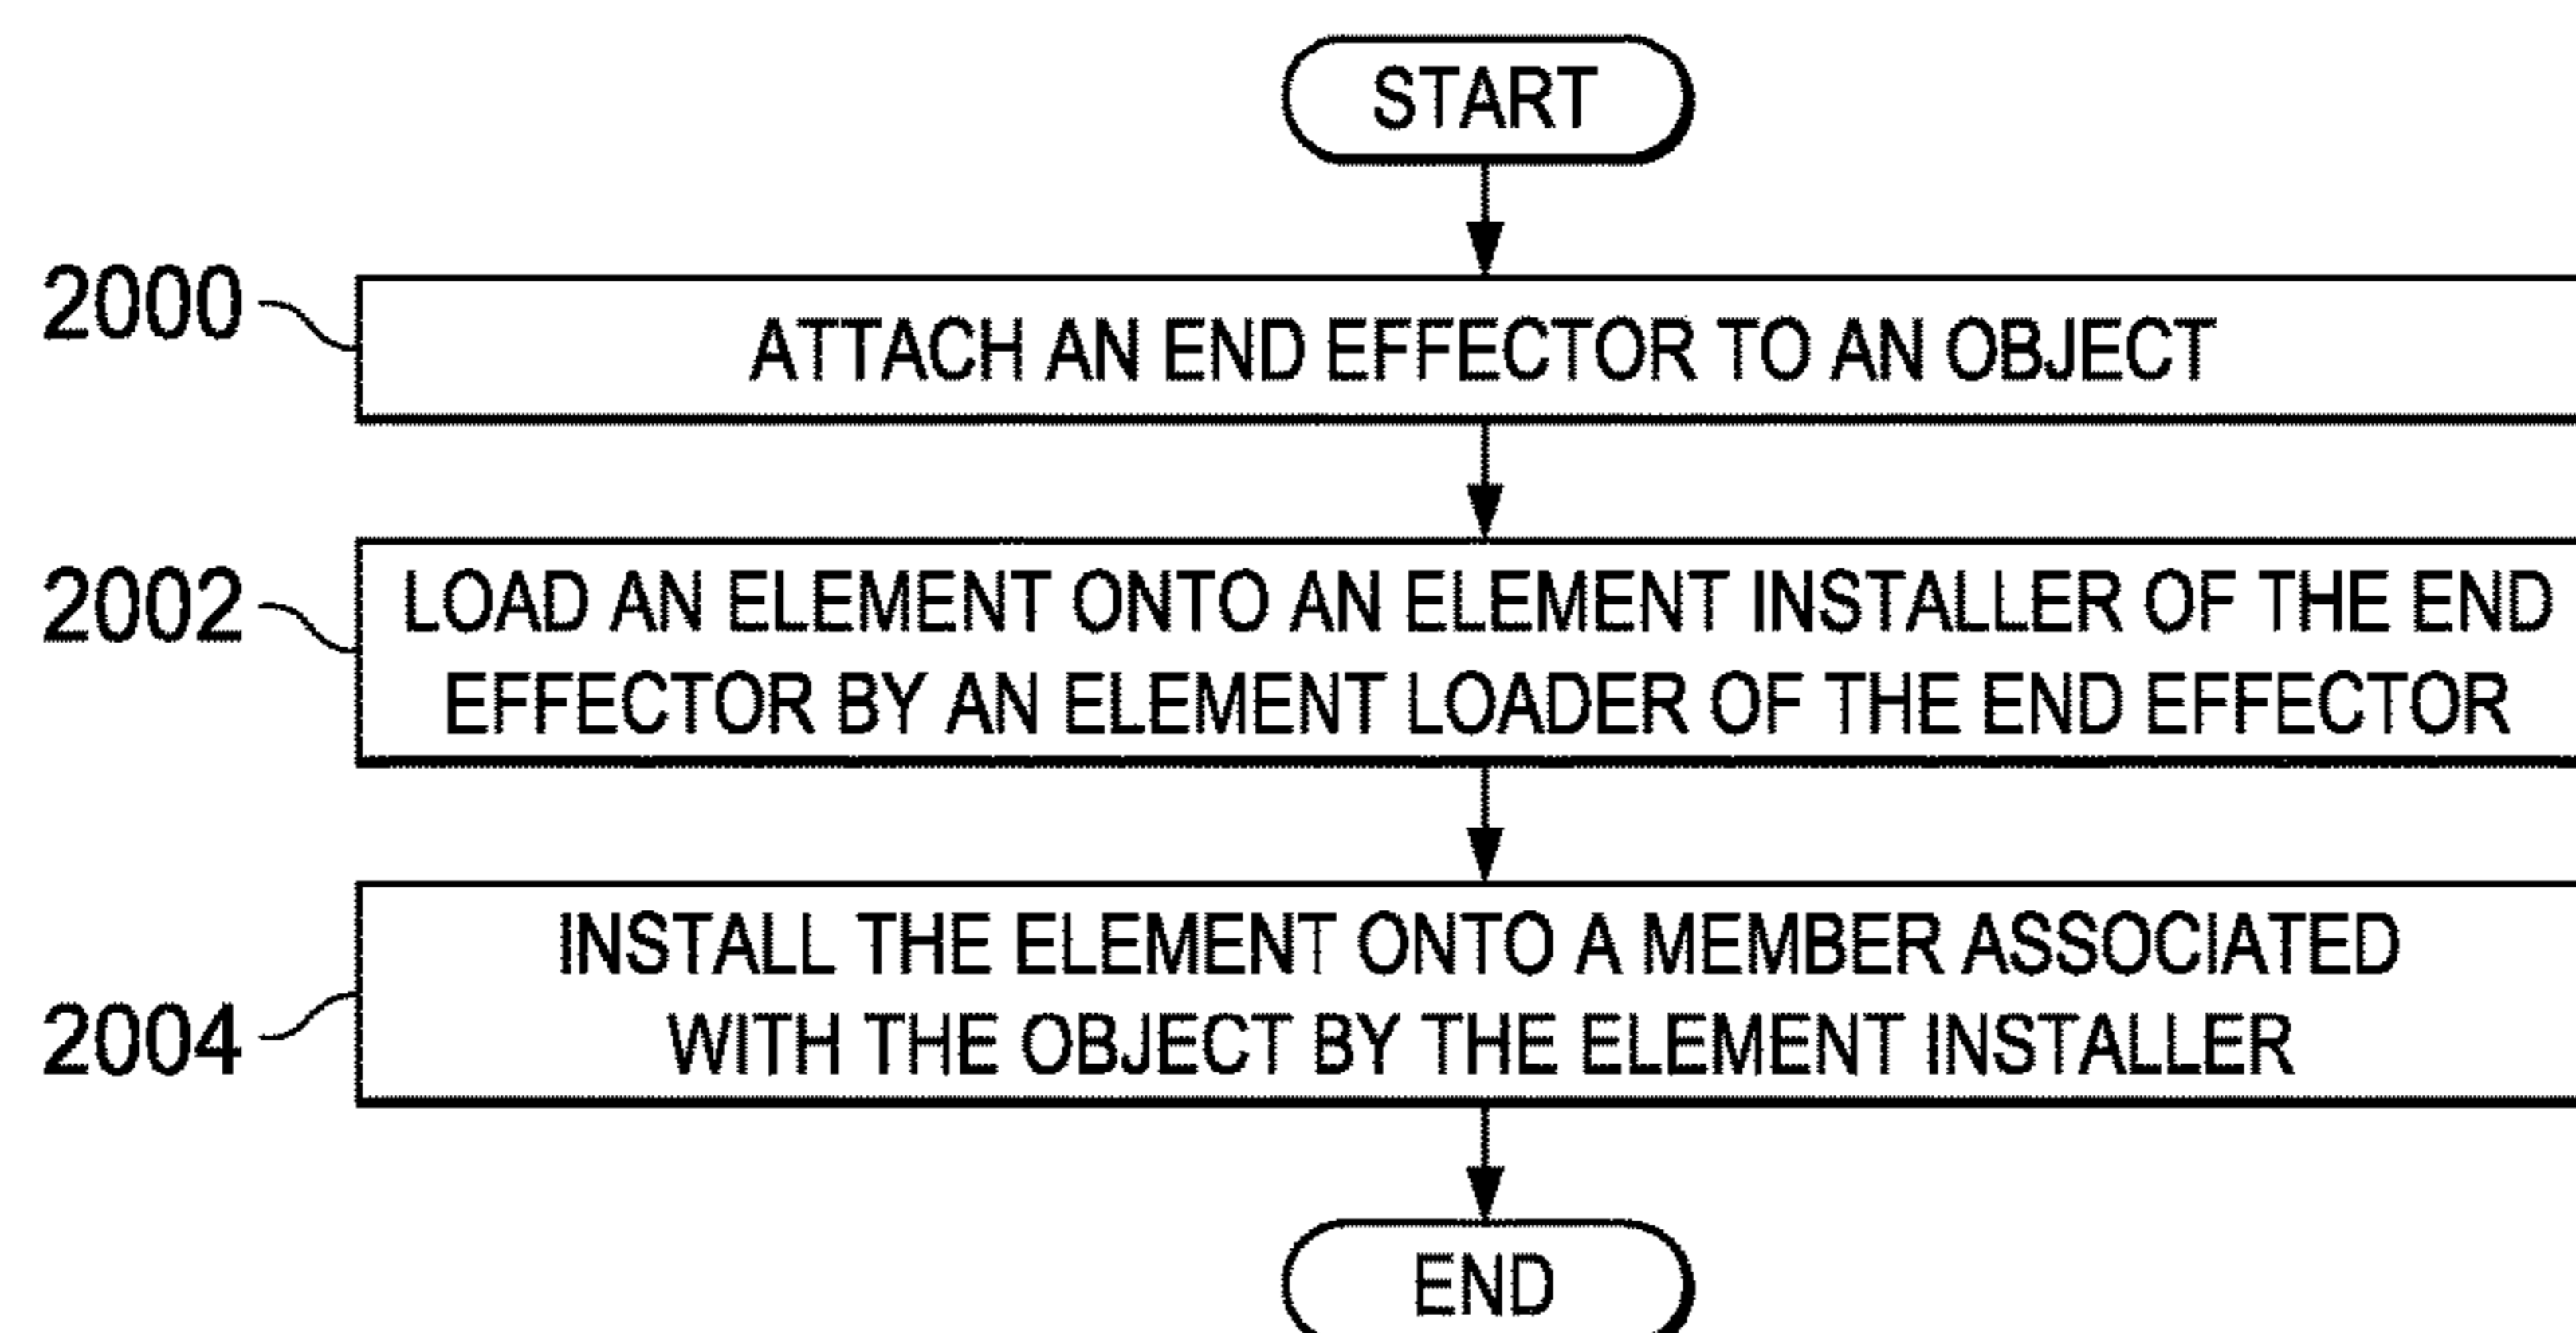 START
2000
ATTACH AN END EFFECTOR TO AN OBJECT
2002
LOAD AN ELEMENT ONTO AN ELEMENT INSTALLER OF THE END
EFFECTOR BY AN ELEMENT LOADER OF THE END EFFECTOR
INSTALL THE ELEMENT ONTO A MEMBER ASSOCIATED
2004
WITH THE OBJECT BY THE ELEMENT INSTALLER
END